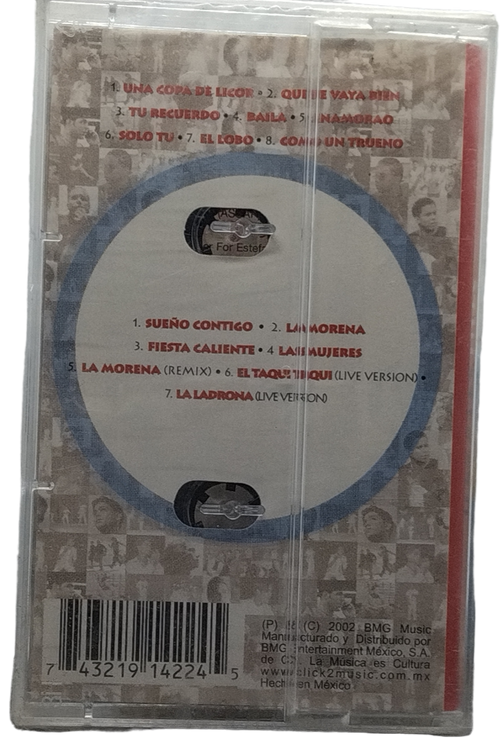 1. UNA COPA DE LICOR • 2. QUE TE VAYA BIEN
3. TU RECUERDO • 4. BAILA • 5. ENAMORAO
6. SOLO TU • 7. EL LOBO • 8. COMO UN TRUENO
For Estef
1. SUEÑO CONTIGO • 2. LA MORENA
3. FIESTA CALIENTE • 4 LAS MUJERES
5. LA MORENA (REMIX) • 6. EL TAQUI TAQUI (LIVE VERSION) •
7. LA LADRONA (LIVE VERSION)
7 43219 14224 5
(P) & (C) 2002 BMG Music
Manufacturado y Distribuido por
BMG Entertainment México, S.A.
de C.V. La Música es Cultura
www.click2music.com.mx
Hecho en México